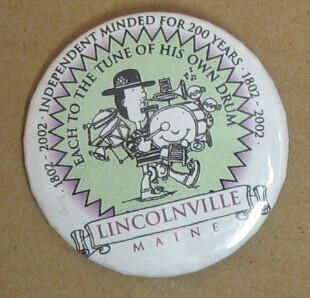 1802 - 2002 · INDEPENDENT MINDED FOR 200 YEARS · 1802 - 2002 ·
EACH TO THE TUNE OF HIS OWN DRUM
LINCOLNVILLE
MAINE